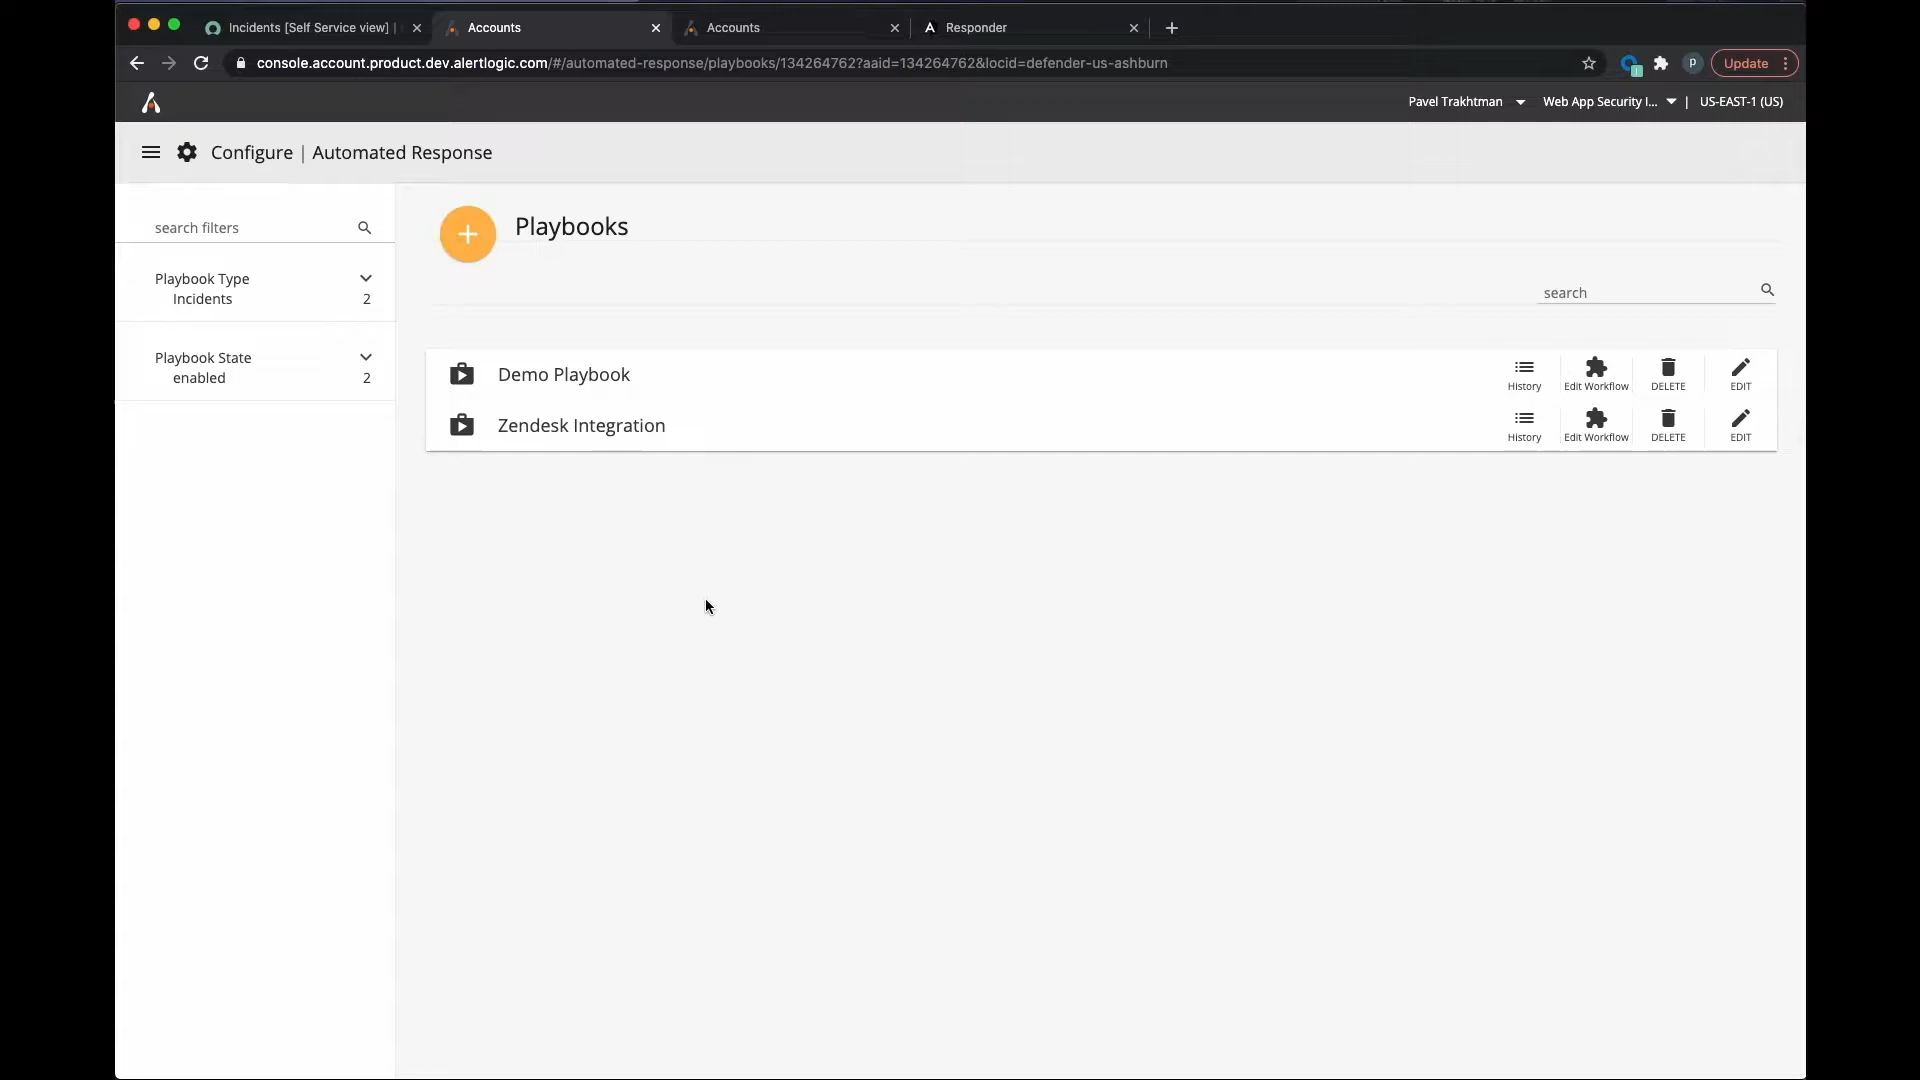 Incidents [Self Service view] |
Accounts
Accounts
Responder
console.account.product.dev.alertlogic.com/#/automated-response/playbooks/134264762?aaid=134264762&locid=defender-us-ashburn
P
Update
Pavel Trakhtman
Web App Security I...
| US-EAST-1 (US)
Configure | Automated Response
search filters
Playbook Type
Incidents 2
Playbook State
enabled 2
Playbooks
search
Demo Playbook
History
Edit Workflow
DELETE
EDIT
Zendesk Integration
History
Edit Workflow
DELETE
EDIT